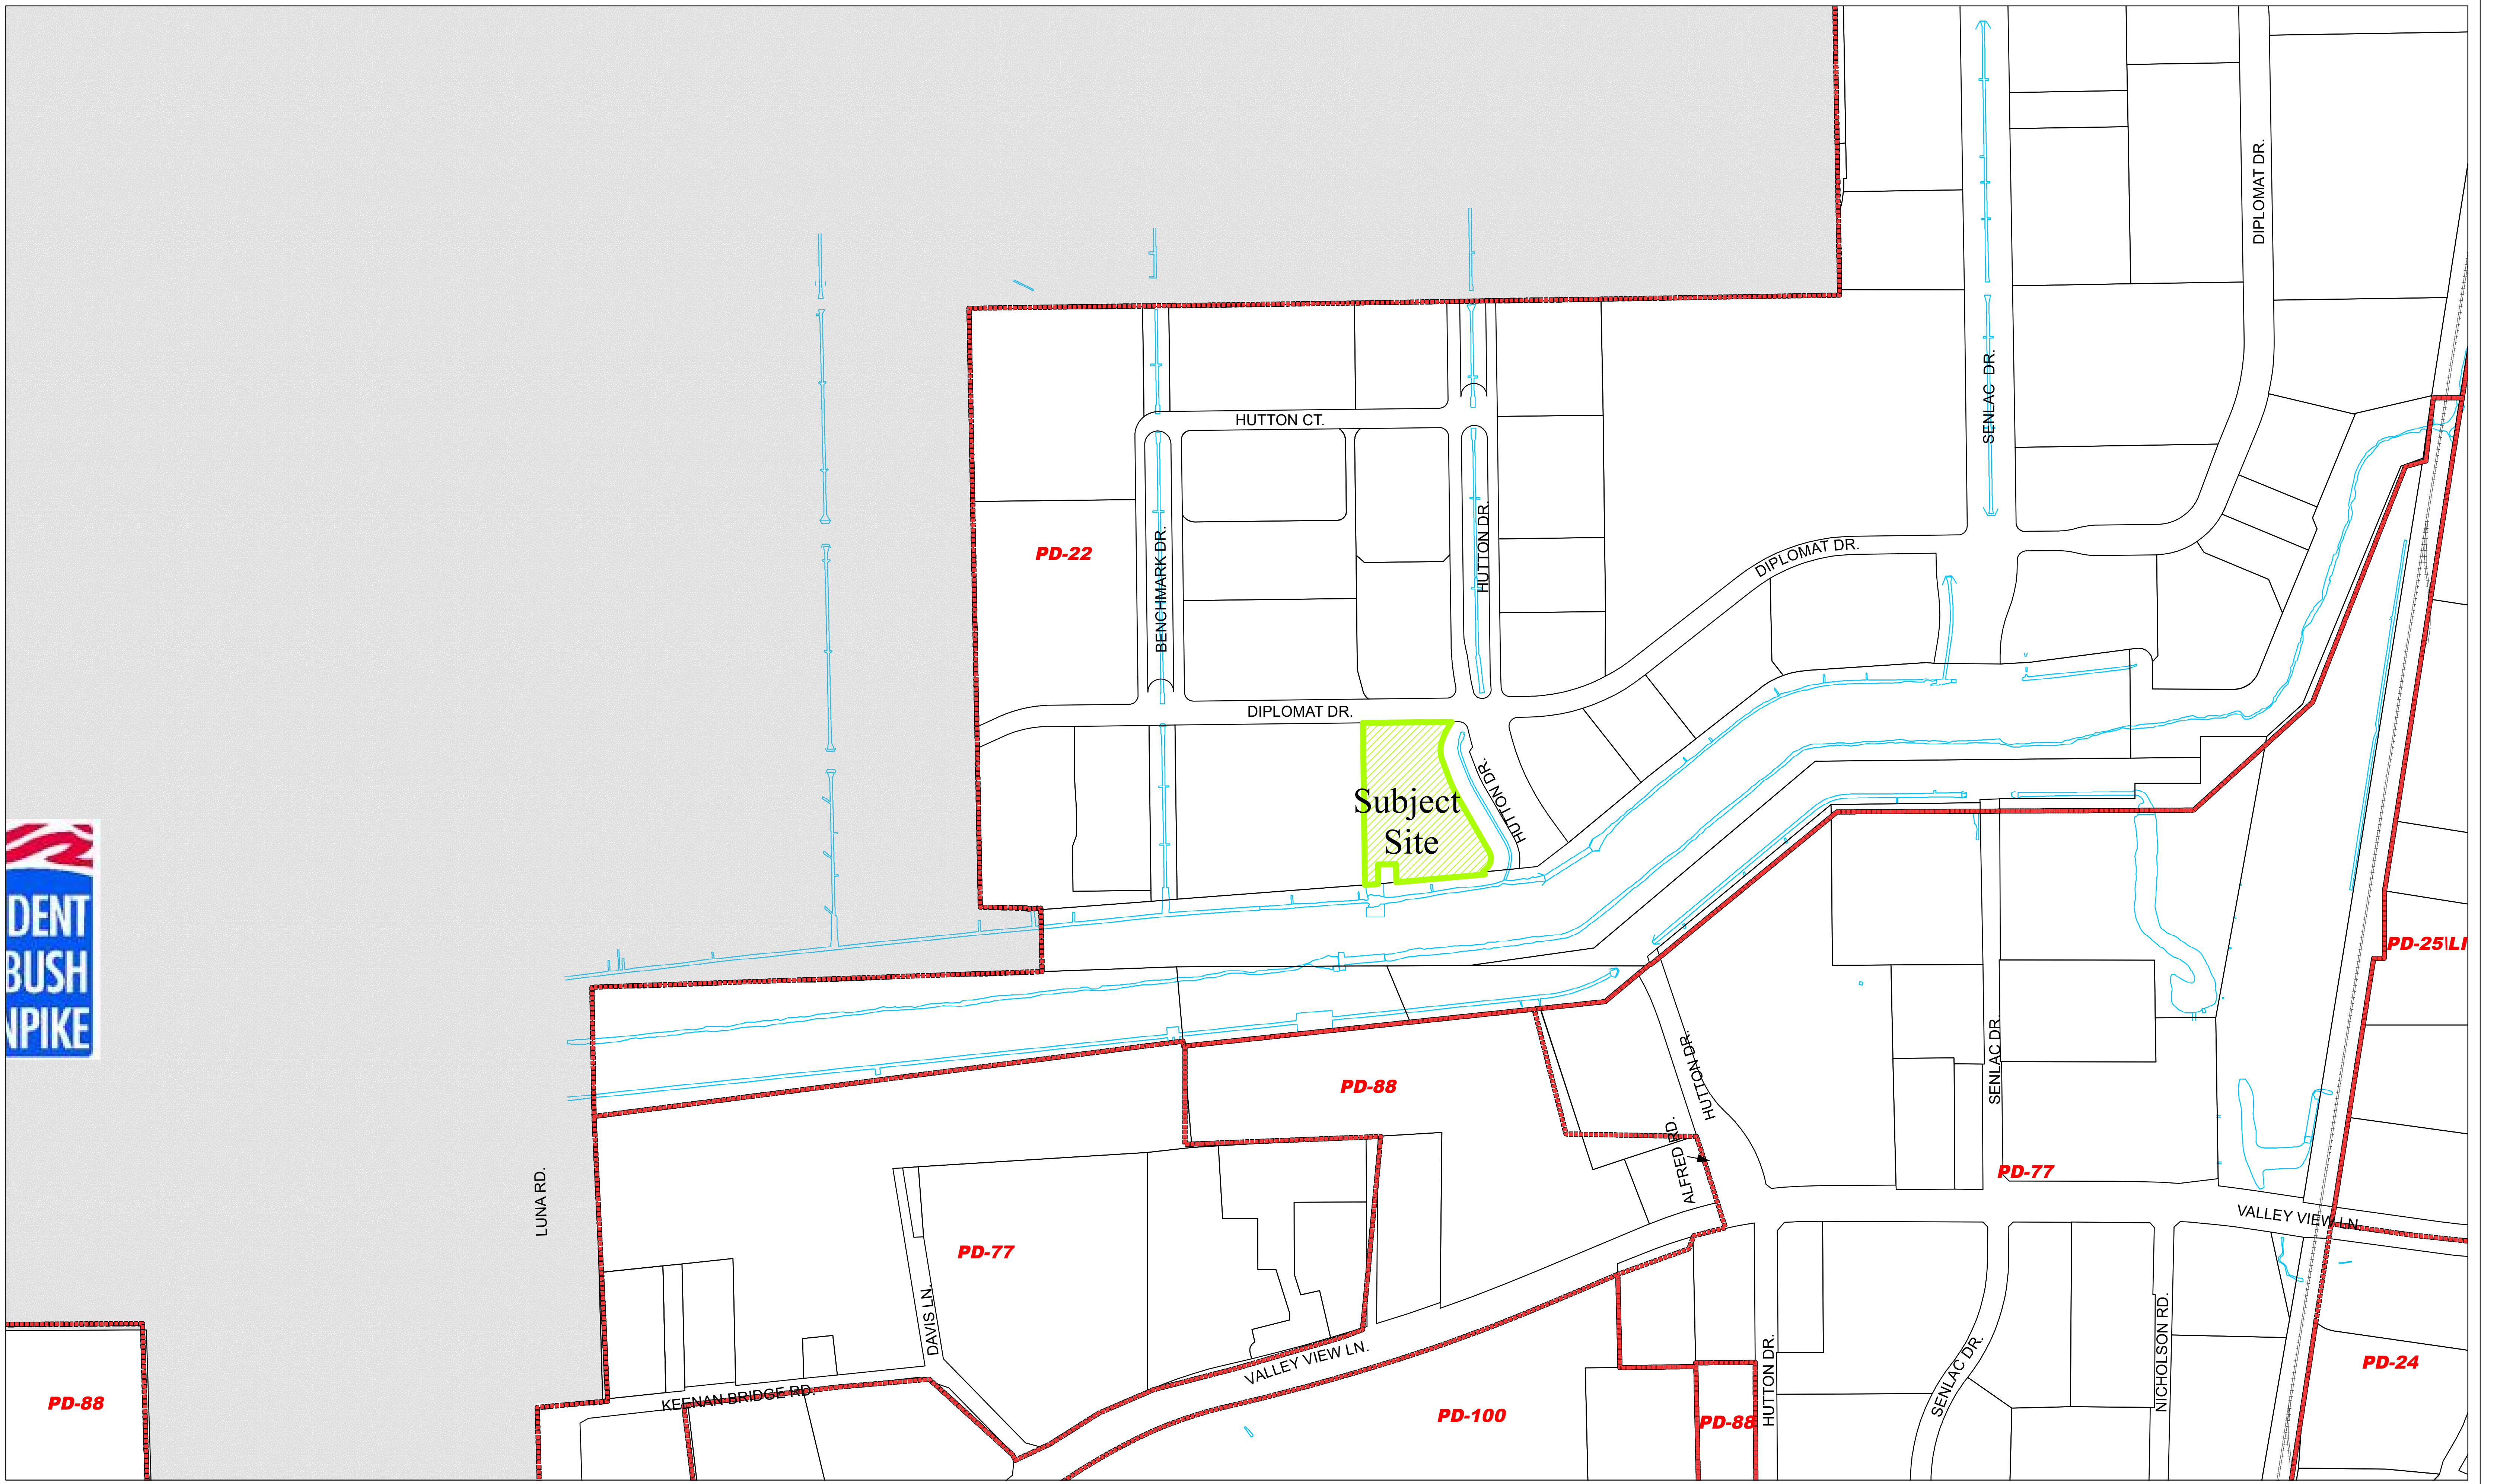 DIPLOMAT DR.
SENLAC DR.
HUTTON CT.
HUTTON DR.
BENCHMARK DR.
PD-22
DIPLOMAT DR.
DIPLOMAT DR.
HUTTON DR.
Subject
Site
DENT
BUSH
NPIKE
PD-25\LI
PD-88
HUTTON DR.
SENLAC DR.
ALFRED RD.
PD-77
LUNA RD.
VALLEY VIEW LN
PD-77
DAVIS LN.
VALLEY VIEW LN.
KEENAN BRIDGE RD.
PD-88
PD-100
PD-88
HUTTON DR.
SENLAC DR.
NICHOLSON RD.
PD-24